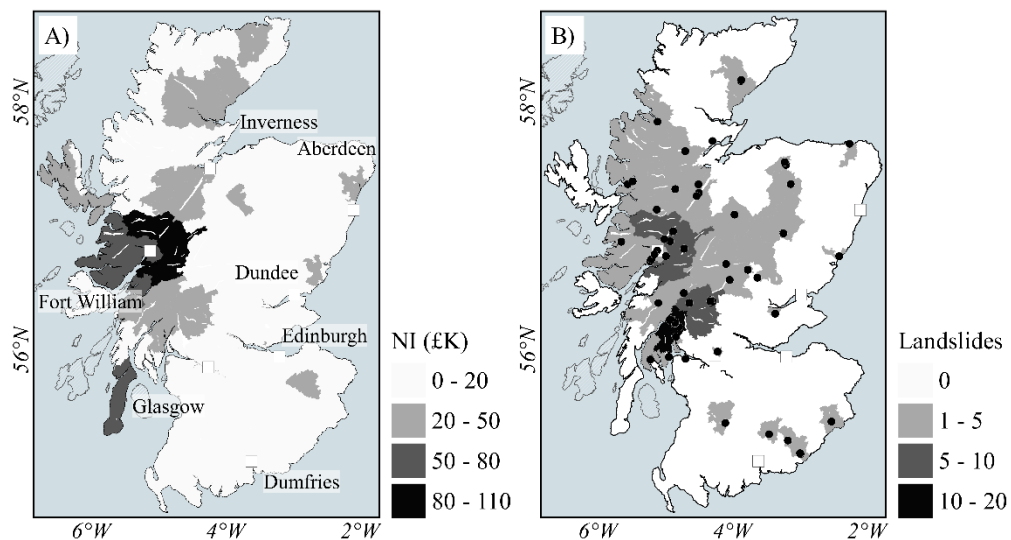 A)
58°N
56°N
Inverness
Aberdeen
Dundee
Fort William
Edinburgh
Glasgow
Dumfries
6°W
4°W
2°W
NI (£K)
0 - 20
20 - 50
50 - 80
80 - 110
B)
58°N
56°N
6°W
4°W
2°W
Landslides
0
1 - 5
5 - 10
10 - 20